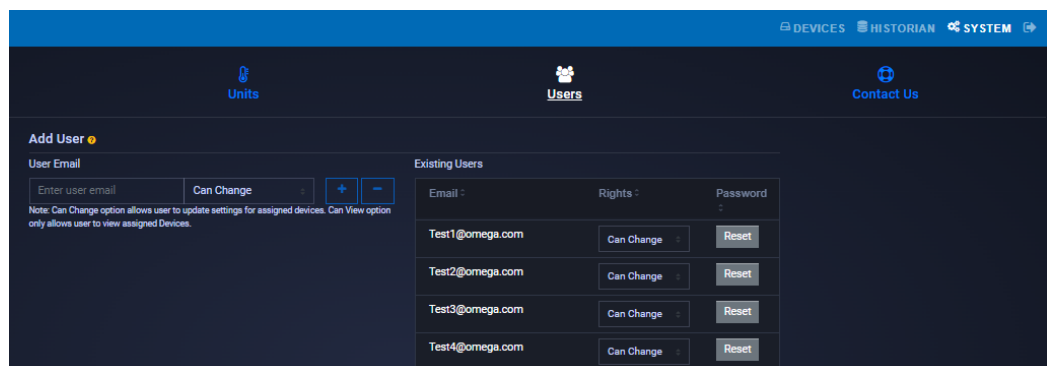 DEVICES HISTORIAN SYSTEM
Units Users Contact Us
Add User
User Email
Enter user email Can Change + −
Note: Can Change option allows user to update settings for assigned devices. Can View option
only allows user to view assigned Devices.
Existing Users
Email Rights Password
Test1@omega.com Can Change Reset
Test2@omega.com Can Change Reset
Test3@omega.com Can Change Reset
Test4@omega.com Can Change Reset